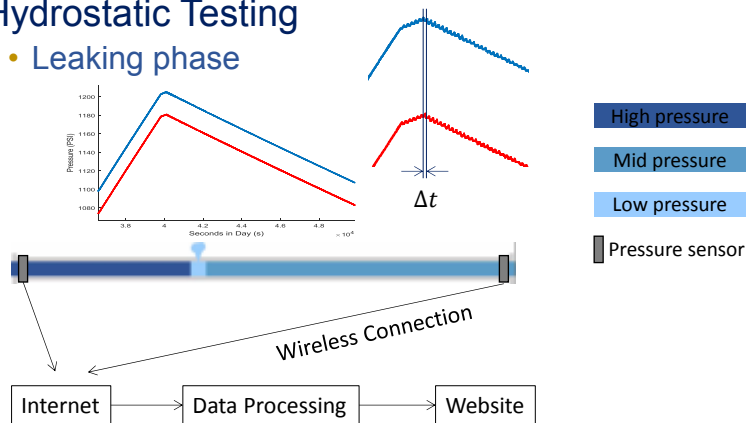 Hydrostatic Testing
• Leaking phase
1200
1180
1160
1140
1120
1100
1080
Pressure (PSI)
3.8 4 4.2 4.4 4.6 4.8
Seconds in Day (s) × 10⁴
Δt
High pressure
Mid pressure
Low pressure
Pressure sensor
Wireless Connection
Internet
Data Processing
Website